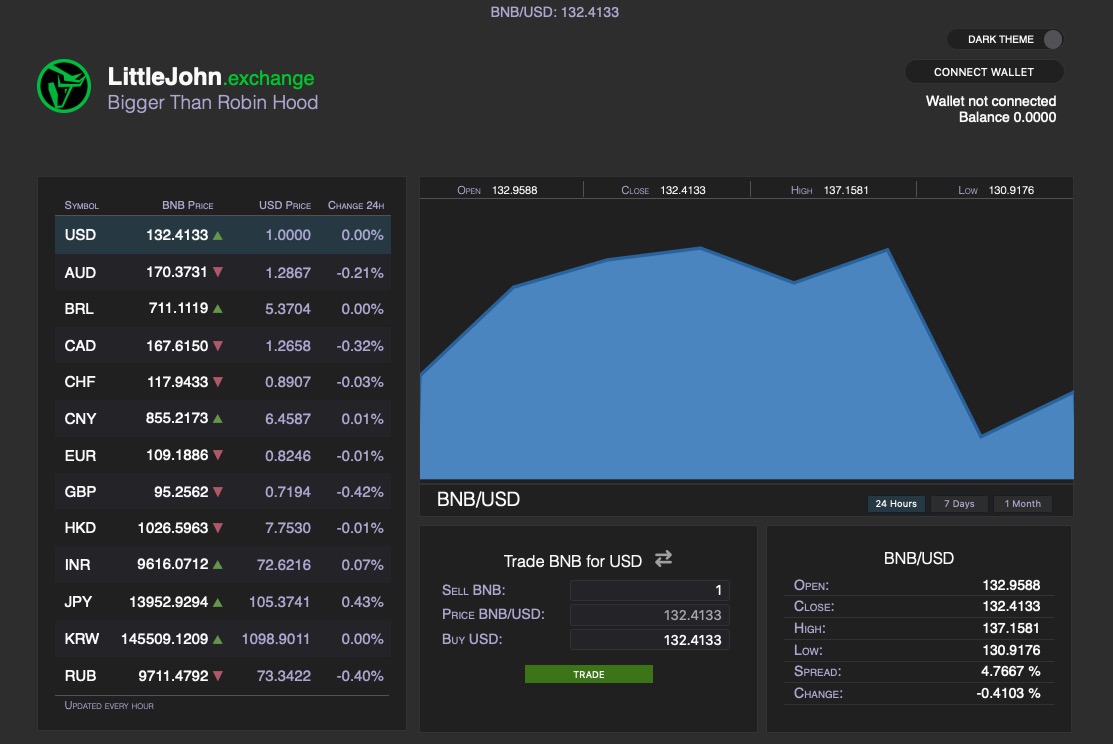 BNB/USD: 132.4133
DARK THEME
CONNECT WALLET
Wallet not connected
Balance 0.0000
LittleJohn.exchange
Bigger Than Robin Hood
Symbol BNB Price USD Price Change 24h
USD 132.4133 ▲ 1.0000 0.00%
AUD 170.3731 ▼ 1.2867 -0.21%
BRL 711.1119 ▲ 5.3704 0.00%
CAD 167.6150 ▼ 1.2658 -0.32%
CHF 117.9433 ▼ 0.8907 -0.03%
CNY 855.2173 ▲ 6.4587 0.01%
EUR 109.1886 ▼ 0.8246 -0.01%
GBP 95.2562 ▼ 0.7194 -0.42%
HKD 1026.5963 ▼ 7.7530 -0.01%
INR 9616.0712 ▲ 72.6216 0.07%
JPY 13952.9294 ▲ 105.3741 0.43%
KRW 145509.1209 ▲ 1098.9011 0.00%
RUB 9711.4792 ▼ 73.3422 -0.40%
Updated every hour
Open 132.9588 Close 132.4133 High 137.1581 Low 130.9176
BNB/USD
24 Hours 7 Days 1 Month
Trade BNB for USD ⇄
Sell BNB: 1
Price BNB/USD: 132.4133
Buy USD: 132.4133
TRADE
BNB/USD
Open: 132.9588
Close: 132.4133
High: 137.1581
Low: 130.9176
Spread: 4.7667 %
Change: -0.4103 %